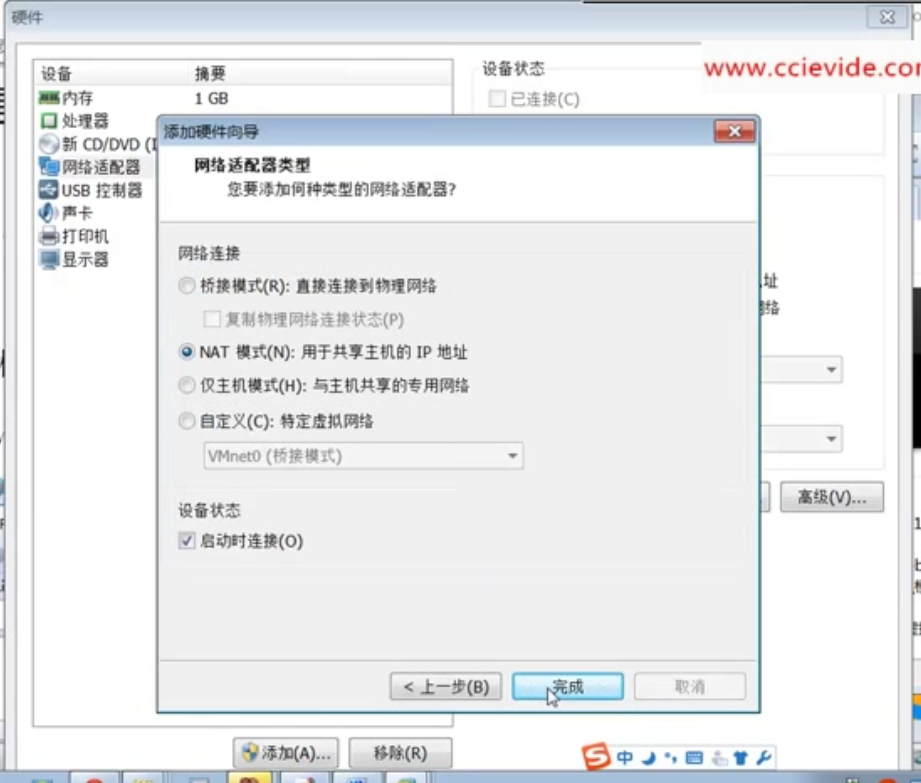 硬件
www.ccievide.co
设备 摘要
内存 1 GB
处理器
新 CD/DVD (I
网络适配器
USB 控制器
声卡
打印机
显示器
设备状态
已连接(C)
添加硬件向导
网络适配器类型
您要添加何种类型的网络适配器?
网络连接
桥接模式(R): 直接连接到物理网络
复制物理网络连接状态(P)
NAT 模式(N): 用于共享主机的 IP 地址
仅主机模式(H): 与主机共享的专用网络
自定义(C): 特定虚拟网络
VMnet0 (桥接模式)
设备状态
启动时连接(O)
< 上一步(B) 完成 取消
址
络
高级(V)...
添加(A)... 移除(R)
中